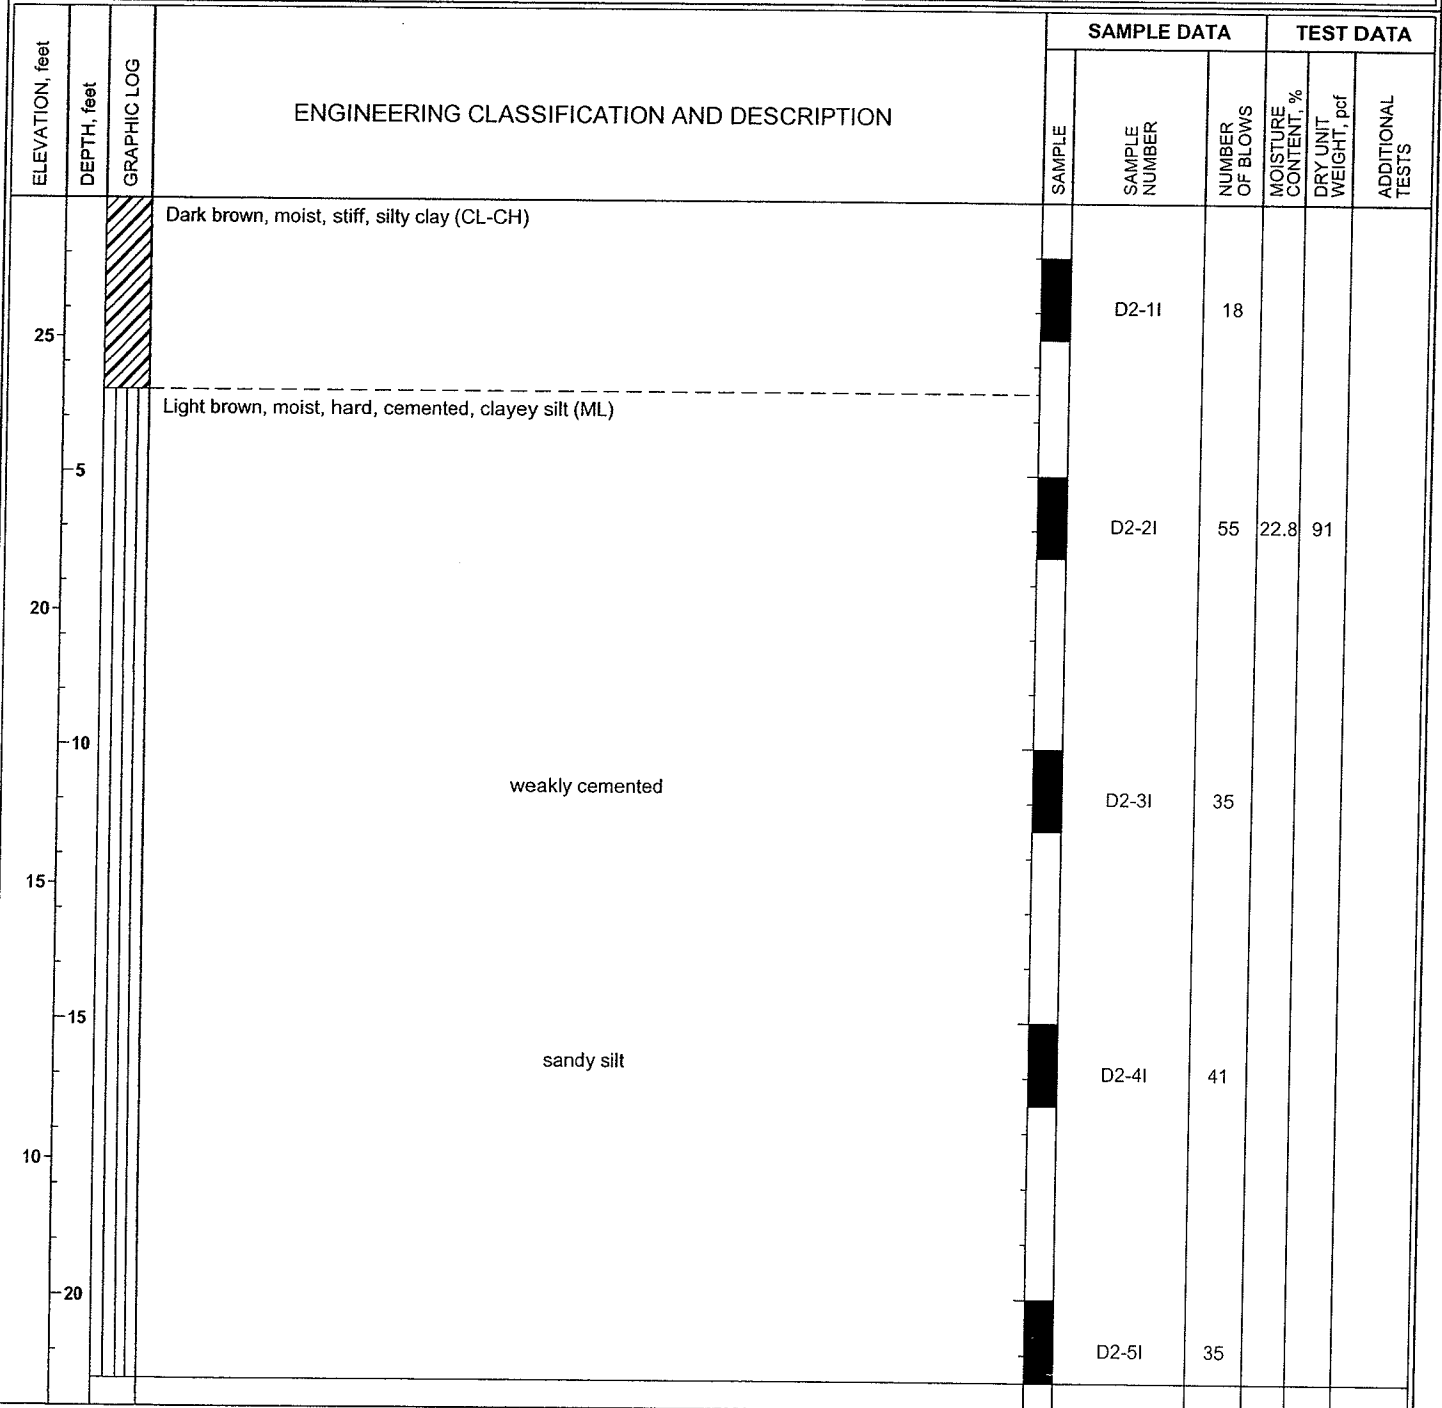 SAMPLE DATA TEST DATA
ELEVATION, feet
DEPTH, feet
GRAPHIC LOG
ENGINEERING CLASSIFICATION AND DESCRIPTION
SAMPLE
SAMPLE
NUMBER
NUMBER
OF BLOWS
MOISTURE
CONTENT, %
DRY UNIT
WEIGHT, pcf
ADDITIONAL
TESTS
Dark brown, moist, stiff, silty clay (CL-CH)
D2-1I 18
25
Light brown, moist, hard, cemented, clayey silt (ML)
5
D2-2I 55 22.8 91
20
10
weakly cemented D2-3I 35
15
15
sandy silt D2-4I 41
10
20
D2-5I 35